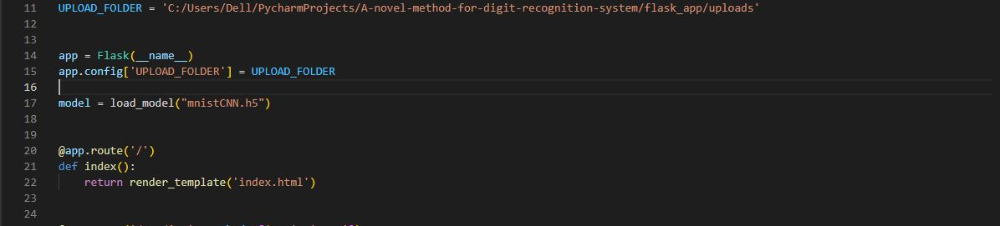 11 UPLOAD_FOLDER = 'C:/Users/Dell/PycharmProjects/A-novel-method-for-digit-recognition-system/flask_app/uploads'
12
13
14 app = Flask(__name__)
15 app.config['UPLOAD_FOLDER'] = UPLOAD_FOLDER
16
17 model = load_model("mnistCNN.h5")
18
19
20 @app.route('/')
21 def index():
22     return render_template('index.html')
23
24